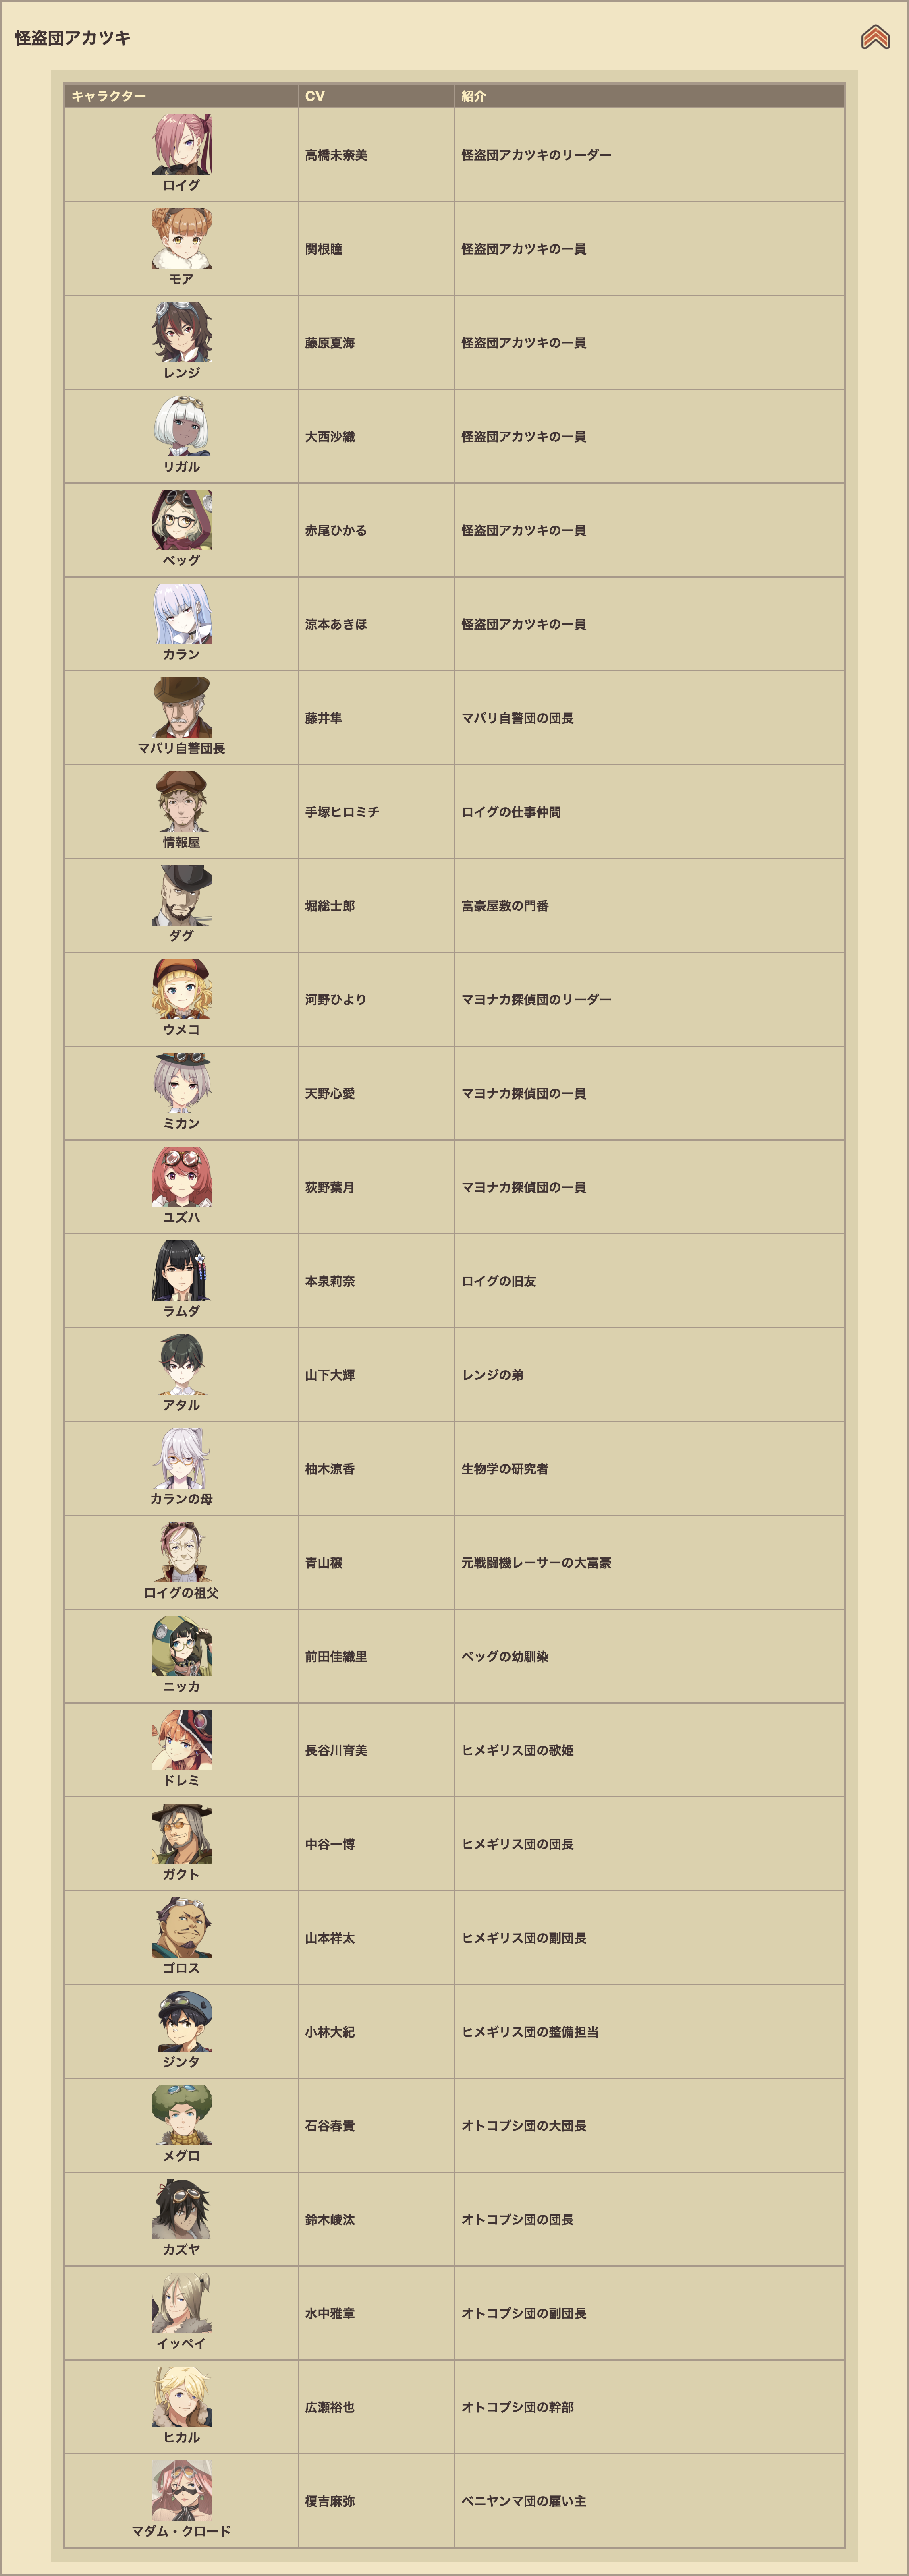 怪盗団アカツキ
キャラクター CV 紹介
ロイグ 高橋未奈美 怪盗団アカツキのリーダー
モア 関根瞳 怪盗団アカツキの一員
レンジ 藤原夏海 怪盗団アカツキの一員
リガル 大西沙織 怪盗団アカツキの一員
ベッグ 赤尾ひかる 怪盗団アカツキの一員
カラン 涼本あきほ 怪盗団アカツキの一員
マバリ自警団長 藤井隼 マバリ自警団の団長
情報屋 手塚ヒロミチ ロイグの仕事仲間
ダグ 堀総士郎 富豪屋敷の門番
ウメコ 河野ひより マヨナカ探偵団のリーダー
ミカン 天野心愛 マヨナカ探偵団の一員
ユズハ 荻野葉月 マヨナカ探偵団の一員
ラムダ 本泉莉奈 ロイグの旧友
アタル 山下大輝 レンジの弟
カランの母 柚木涼香 生物学の研究者
ロイグの祖父 青山穣 元戦闘機レーサーの大富豪
ニッカ 前田佳織里 ベッグの幼馴染
ドレミ 長谷川育美 ヒメギリス団の歌姫
ガクト 中谷一博 ヒメギリス団の団長
ゴロス 山本祥太 ヒメギリス団の副団長
ジンタ 小林大紀 ヒメギリス団の整備担当
メグロ 石谷春貴 オトコブシ団の大団長
カズヤ 鈴木崚汰 オトコブシ団の団長
イッペイ 水中雅章 オトコブシ団の副団長
ヒカル 広瀬裕也 オトコブシ団の幹部
マダム・クロード 榎吉麻弥 ベニヤンマ団の雇い主